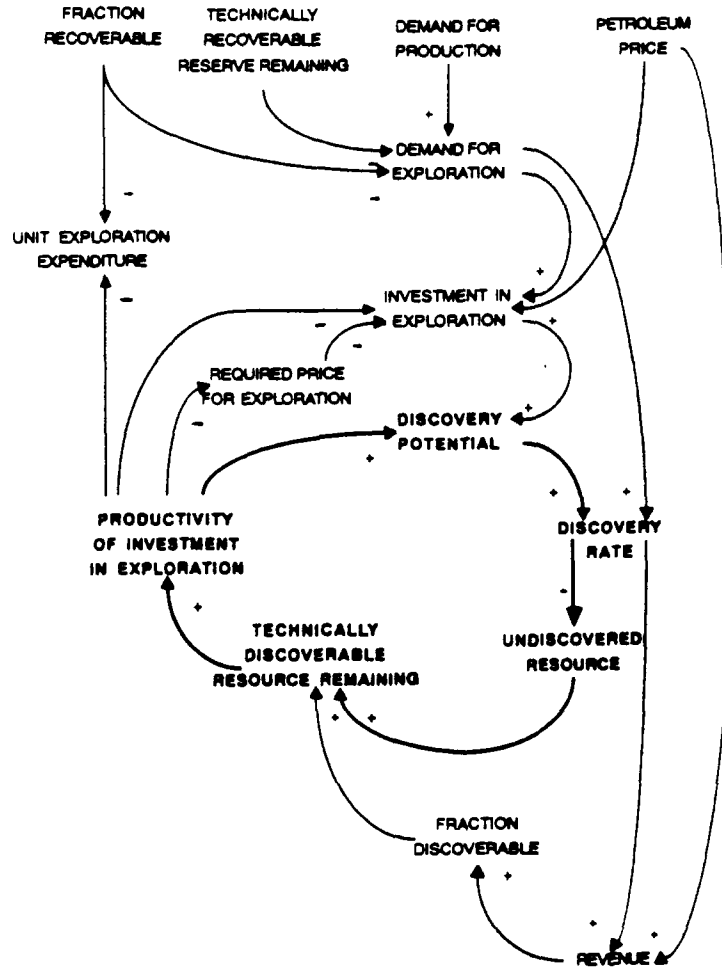 FRACTION
RECOVERABLE
TECHNICALLY
RECOVERABLE
RESERVE REMAINING
DEMAND FOR
PRODUCTION
PETROLEUM
PRICE
+
DEMAND FOR
EXPLORATION
-
-
-
UNIT EXPLORATION
EXPENDITURE
-
+
INVESTMENT IN
EXPLORATION
+
-
-
REQUIRED PRICE
FOR EXPLORATION
-
+
DISCOVERY
POTENTIAL
+
+
+
PRODUCTIVITY
OF INVESTMENT
IN EXPLORATION
DISCOVERY
RATE
-
+
TECHNICALLY
DISCOVERABLE
RESOURCE REMAINING
UNDISCOVERED
RESOURCE
+
+
FRACTION
DISCOVERABLE
+
+
+
REVENUE